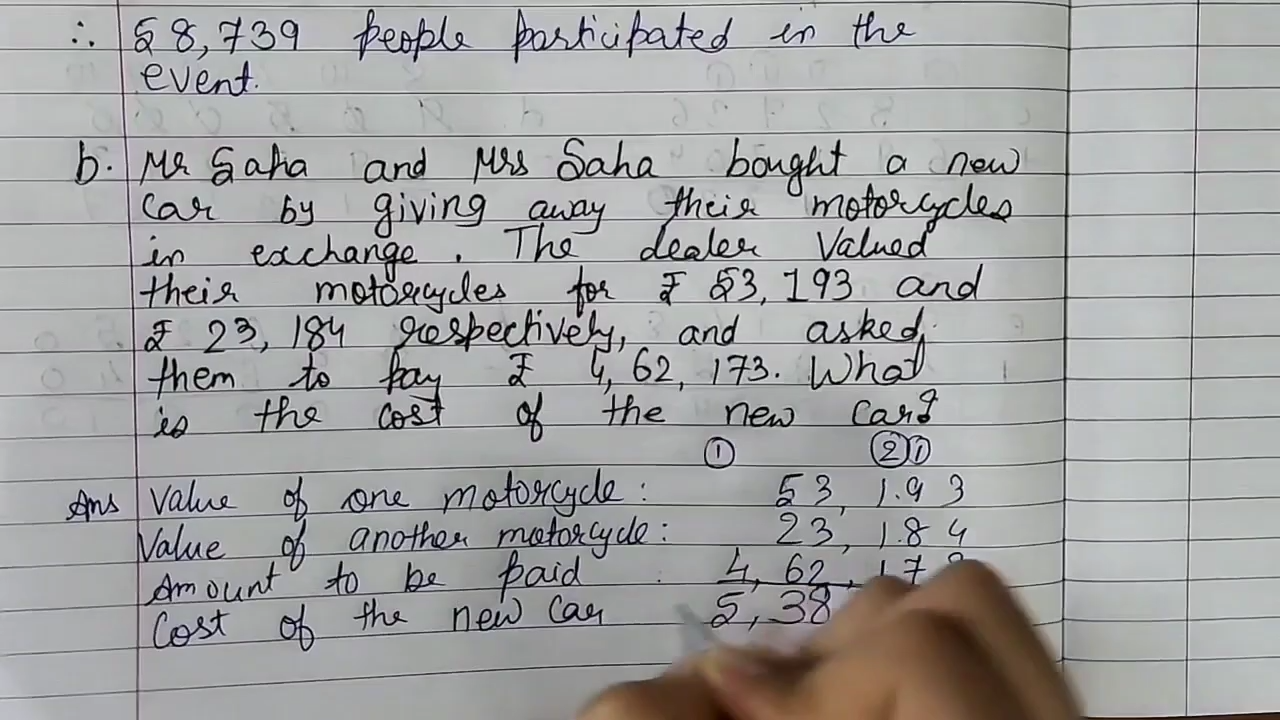 ∴ 58,739 people participated in the
event.
b. Mr Saha and Mrs Saha bought a new
car by giving away their motorcycles
in exchange. The dealer valued
their motorcycles for ₹ 53,193 and
₹ 23,184 respectively, and asked
them to pay ₹ 4,62,173. What
is the cost of the new car?
① ②①
Ans Value of one motorcycle: 53,193
Value of another motorcycle: 23,184
Amount to be paid : 4,62,17
Cost of the new car 5,38